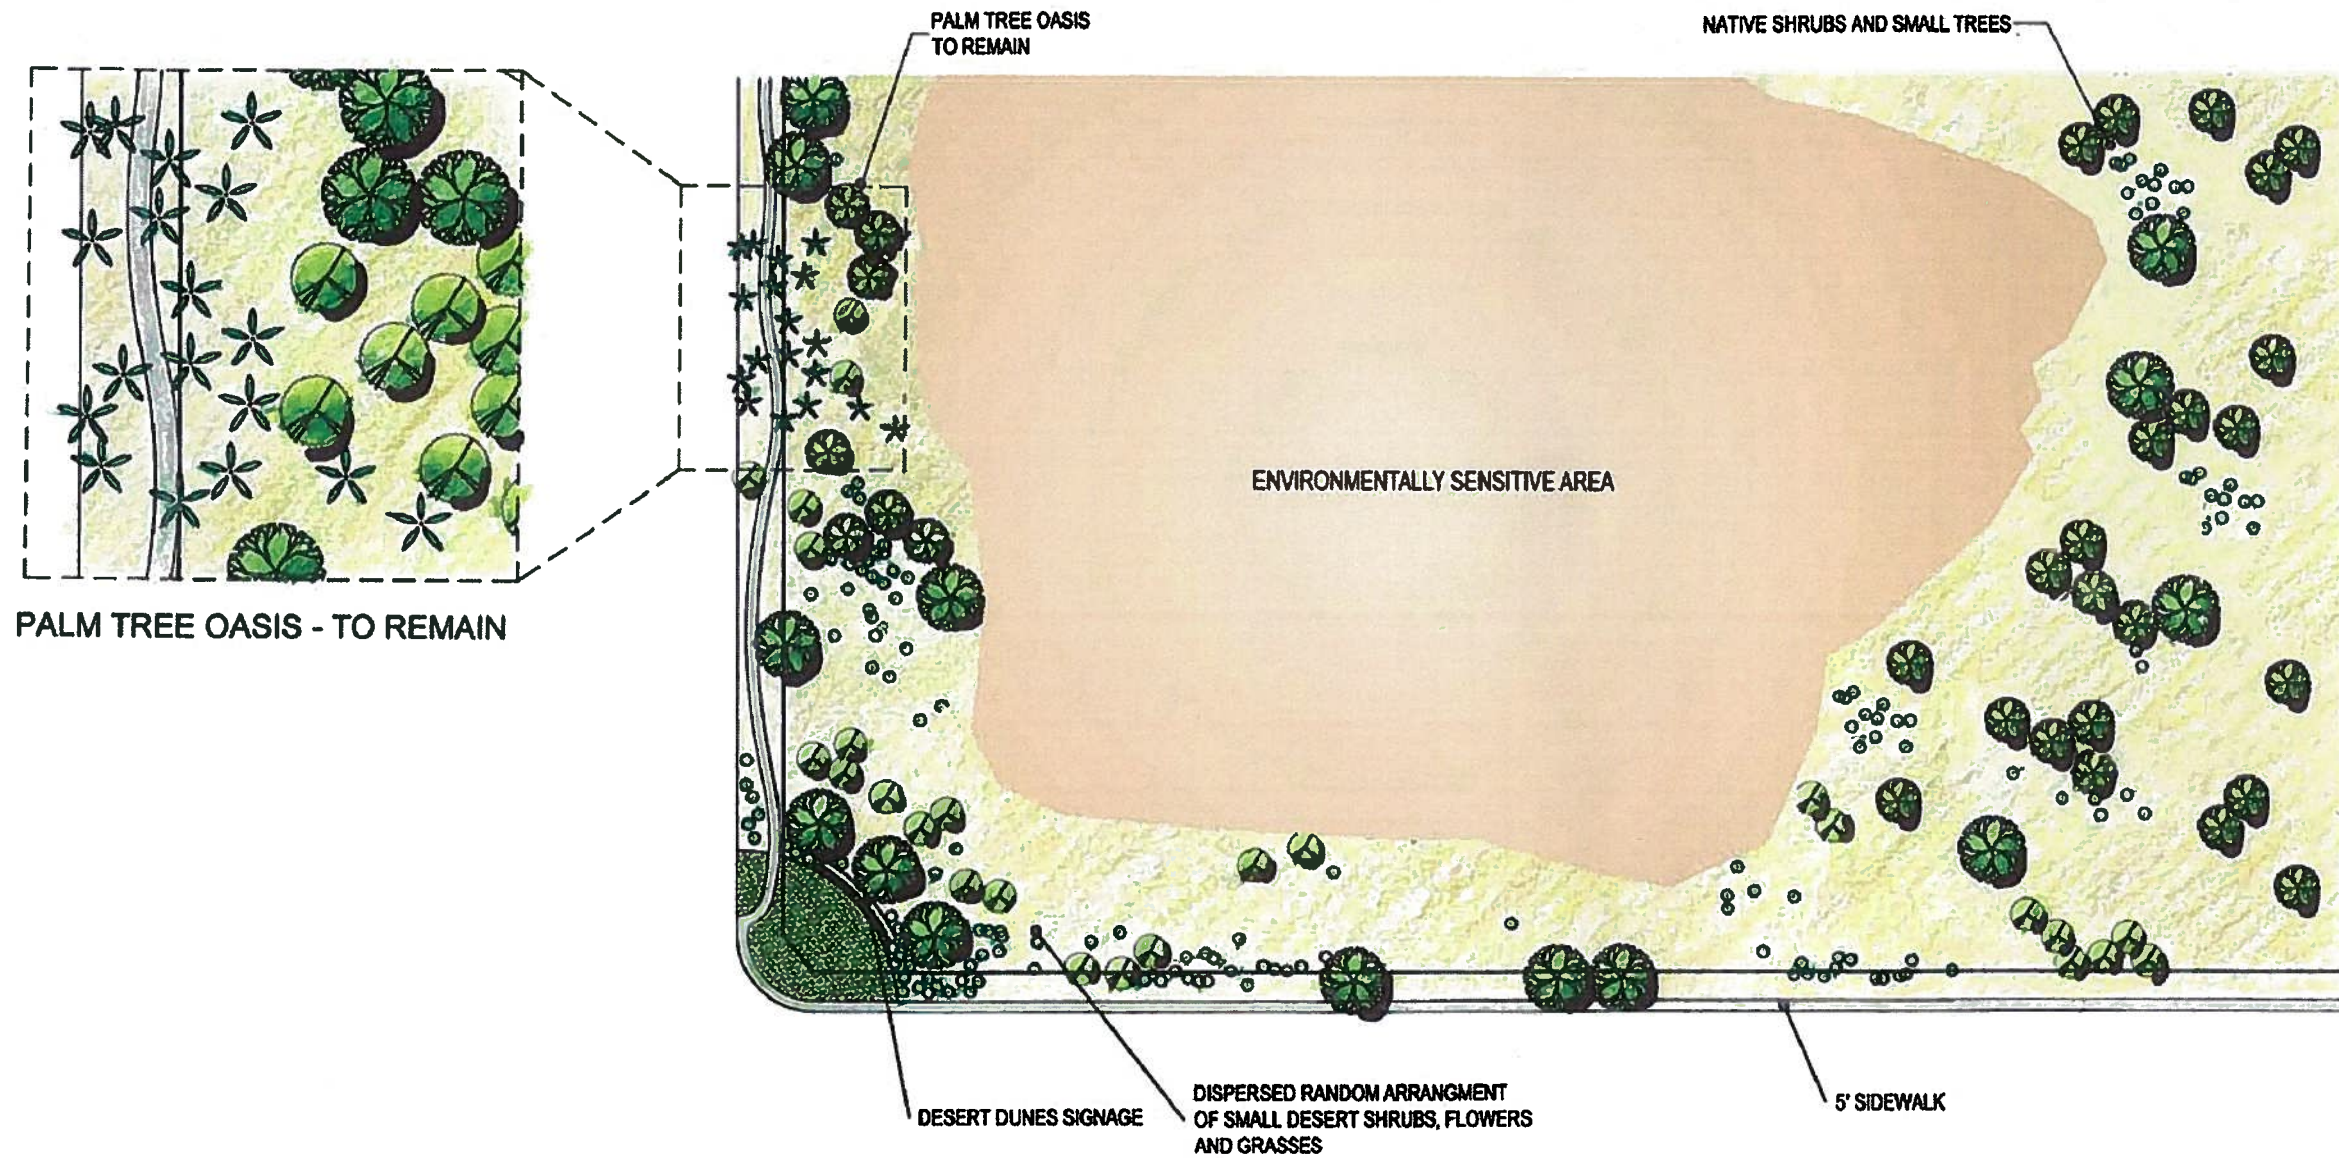 PALM TREE OASIS
TO REMAIN
NATIVE SHRUBS AND SMALL TREES
ENVIRONMENTALLY SENSITIVE AREA
PALM TREE OASIS - TO REMAIN
DESERT DUNES SIGNAGE
DISPERSED RANDOM ARRANGMENT
OF SMALL DESERT SHRUBS, FLOWERS
AND GRASSES
5' SIDEWALK